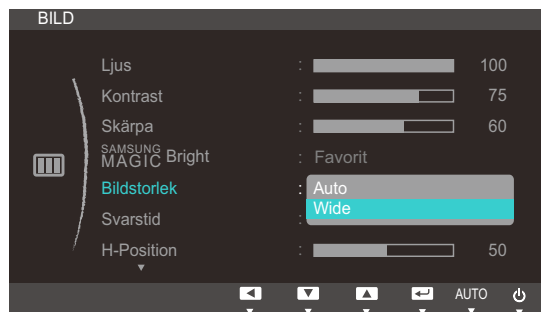 BILD
Ljus : 100
Kontrast : 75
Skärpa : 60
SAMSUNG MAGIC Bright : Favorit
Bildstorlek : Auto
Wide
Svarstid :
H-Position : 50
AUTO